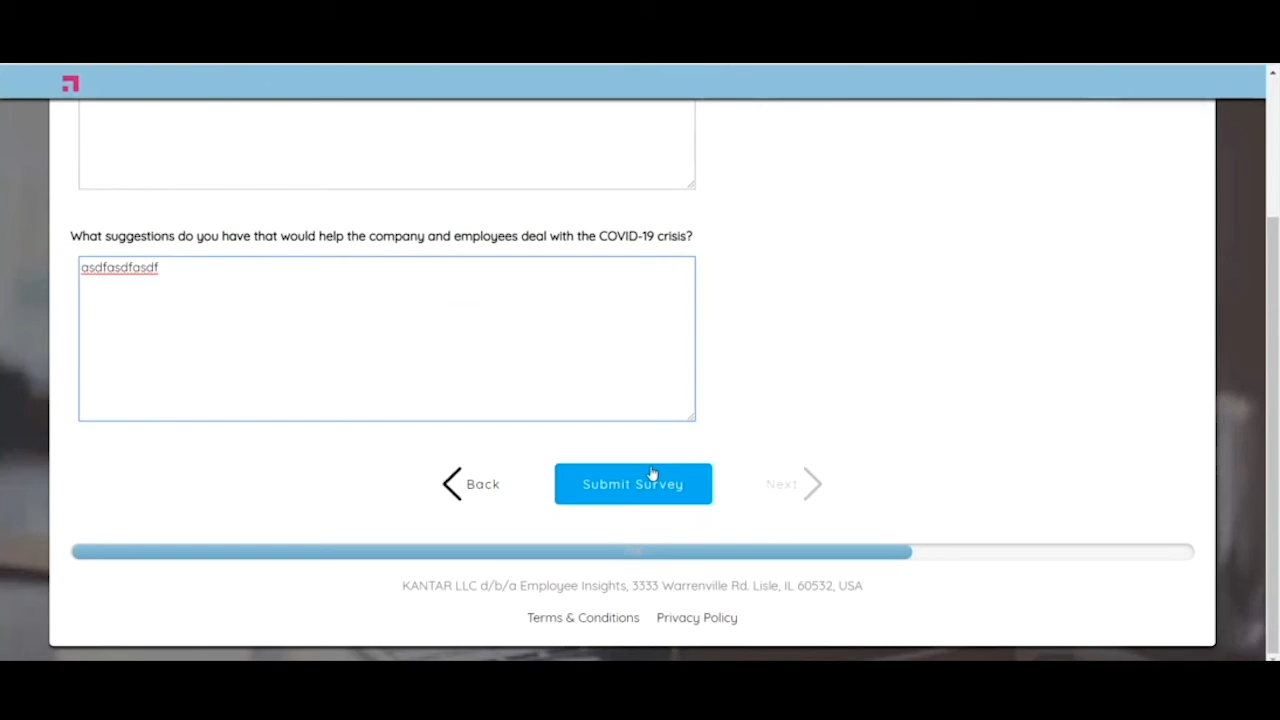 What suggestions do you have that would help the company and employees deal with the COVID-19 crisis?
asdfasdfasdf
Back
Submit Survey
Next
KANTAR LLC d/b/a Employee Insights, 3333 Warrenville Rd. Lisle, IL 60532, USA
Terms & Conditions Privacy Policy